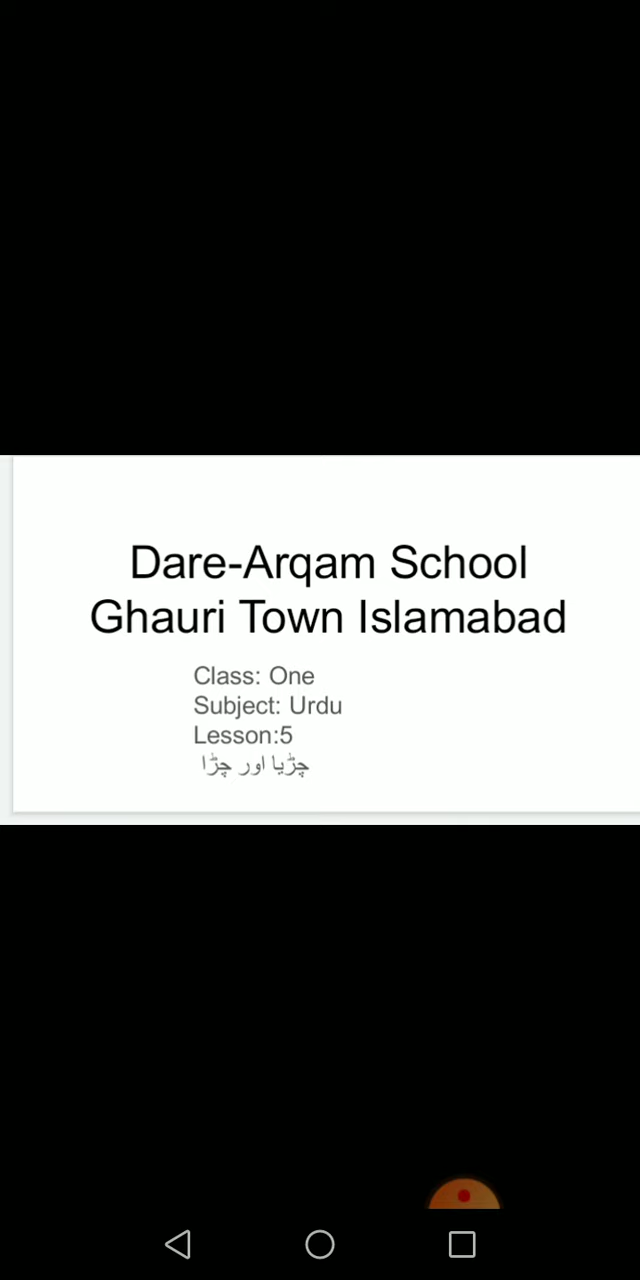 Dare-Arqam School
Ghauri Town Islamabad
Class: One
Subject: Urdu
Lesson:5
چڑیا اور چڑا